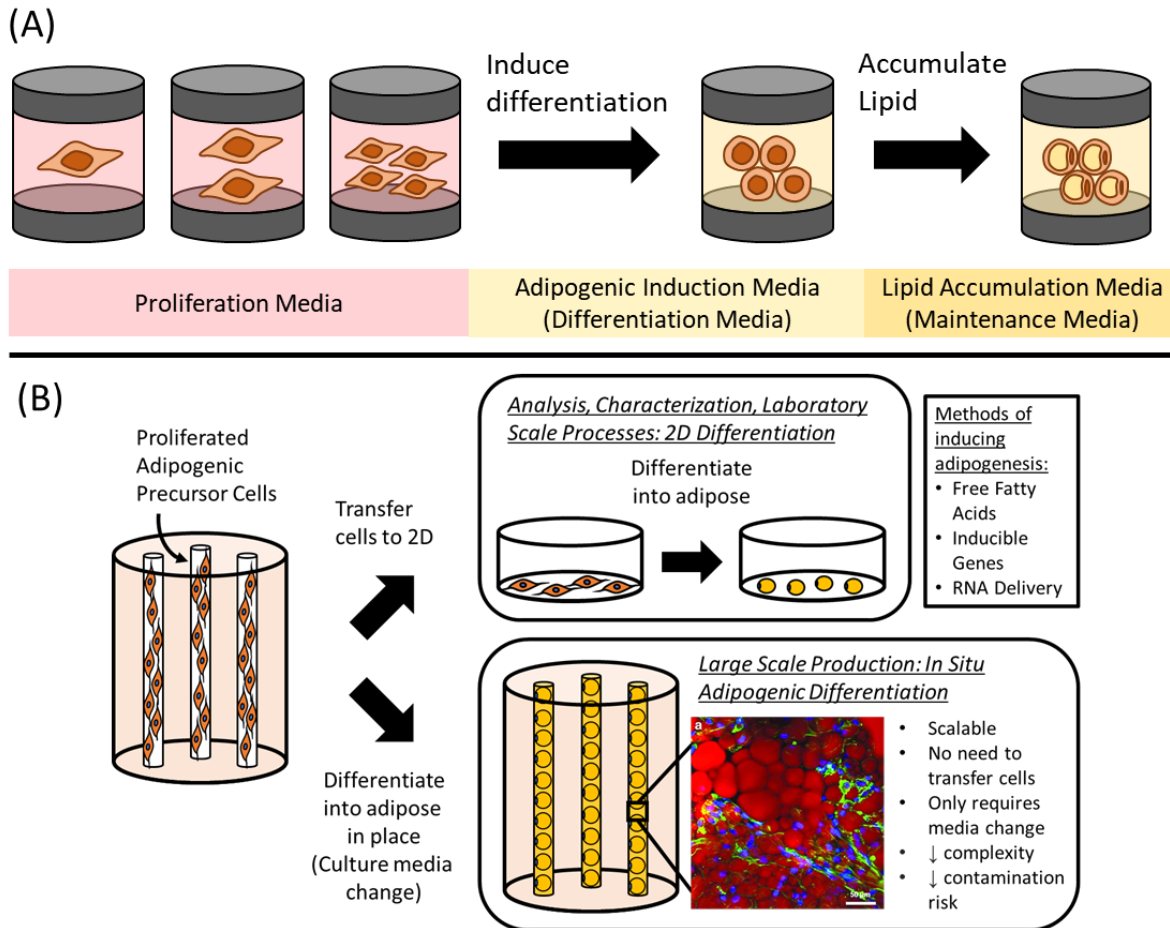 (A)
Induce
differentiation
Accumulate
Lipid
Proliferation Media
Adipogenic Induction Media
(Differentiation Media)
Lipid Accumulation Media
(Maintenance Media)
(B)
Proliferated
Adipogenic
Precursor Cells
Transfer
cells to 2D
Differentiate
into adipose
in place
(Culture media
change)
Analysis, Characterization, Laboratory
Scale Processes: 2D Differentiation
Differentiate
into adipose
Methods of
inducing
adipogenesis:
• Free Fatty
Acids
• Inducible
Genes
• RNA Delivery
Large Scale Production: In Situ
Adipogenic Differentiation
a
50 µm
• Scalable
• No need to
transfer cells
• Only requires
media change
• ↓ complexity
• ↓ contamination
risk